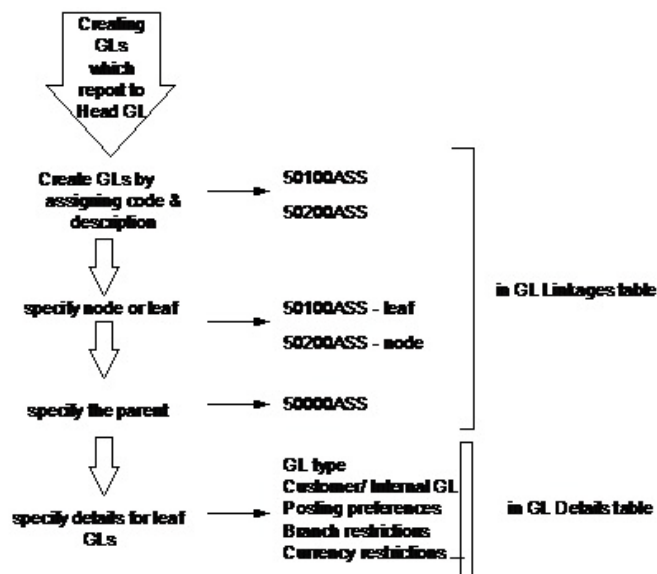 Creating
GLs
which
report to
Head GL
Create GLs by
assigning code &
description
50100ASS
50200ASS
specify node or leaf
50100ASS - leaf
50200ASS - node
in GL Linkages table
specify the parent
50000ASS
specify details for leaf
GLs
GL type
Customer/ Internal GL
Posting preferences
Branch restrictions
Currency restrictions
in GL Details table